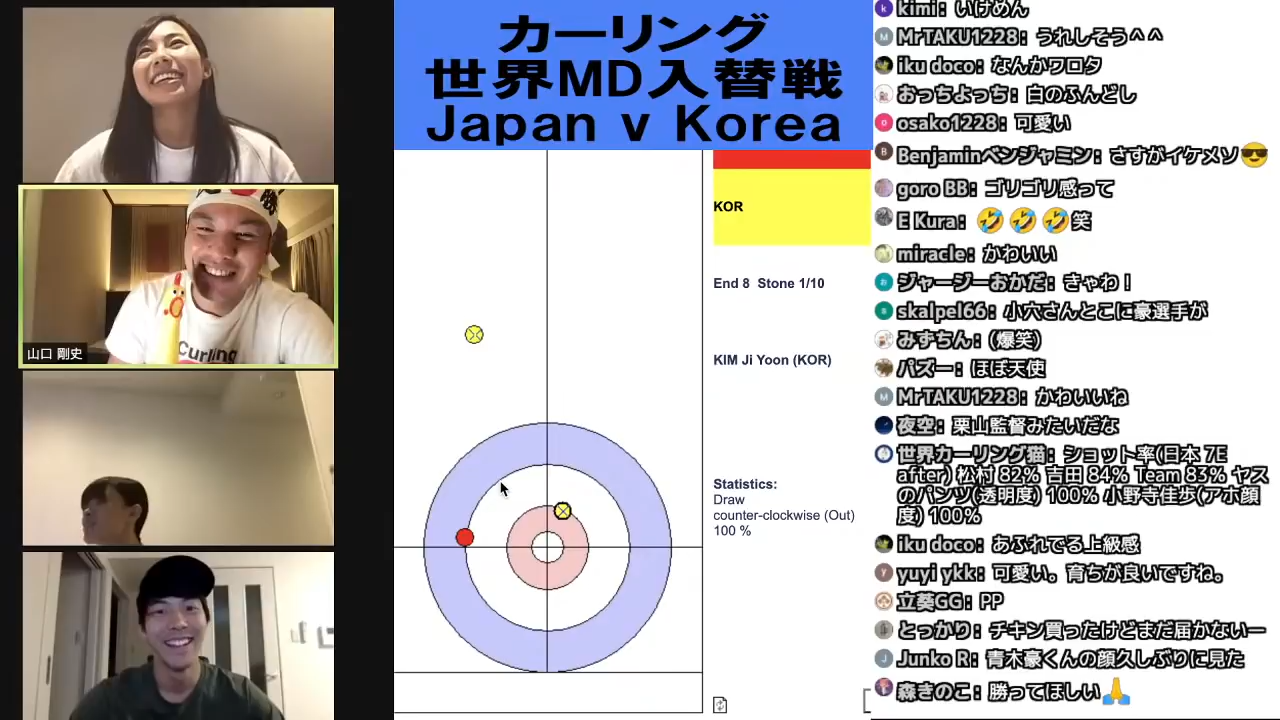 カーリング
世界MD入替戦
Japan v Korea
山口 剛史
Curling
KOR
End 8 Stone 1/10
KIM Ji Yoon (KOR)
Statistics:
Draw
counter-clockwise (Out)
100 %
k
kimi: いけめん
M
MrTAKU1228: うれしそう^ ^
iku doco: なんかワロタ
おっちよっち: 白のふんどし
o
osako1228: 可愛い
B
Benjaminベンジャミン: さすがイケメソ😎
goro BB: ゴリゴリ感って
E Kura: 🤣🤣🤣笑
miracle: かわいい
お
ジャージーおかだ: きゃわ！
s
skalpel66: 小穴さんとこに豪選手が
みずちん: (爆笑)
パズー: ほぼ天使
M
MrTAKU1228: かわいいね
夜空: 栗山監督みたいだな
世界カーリング猫: ショット率(日本 7E
after) 松村 82% 吉田 84% Team 83% ヤス
のパンツ(透明度) 100% 小野寺佳歩(アホ顔
度) 100%
iku doco: あふれでる上級感
Y
yuyi ykk: 可愛い。育ちが良いですね。
立葵GG: PP
とっかり: チキン買ったけどまだ届かないー
J
Junko R: 青木豪くんの顔久しぶりに見た
森きのこ: 勝ってほしい🙏